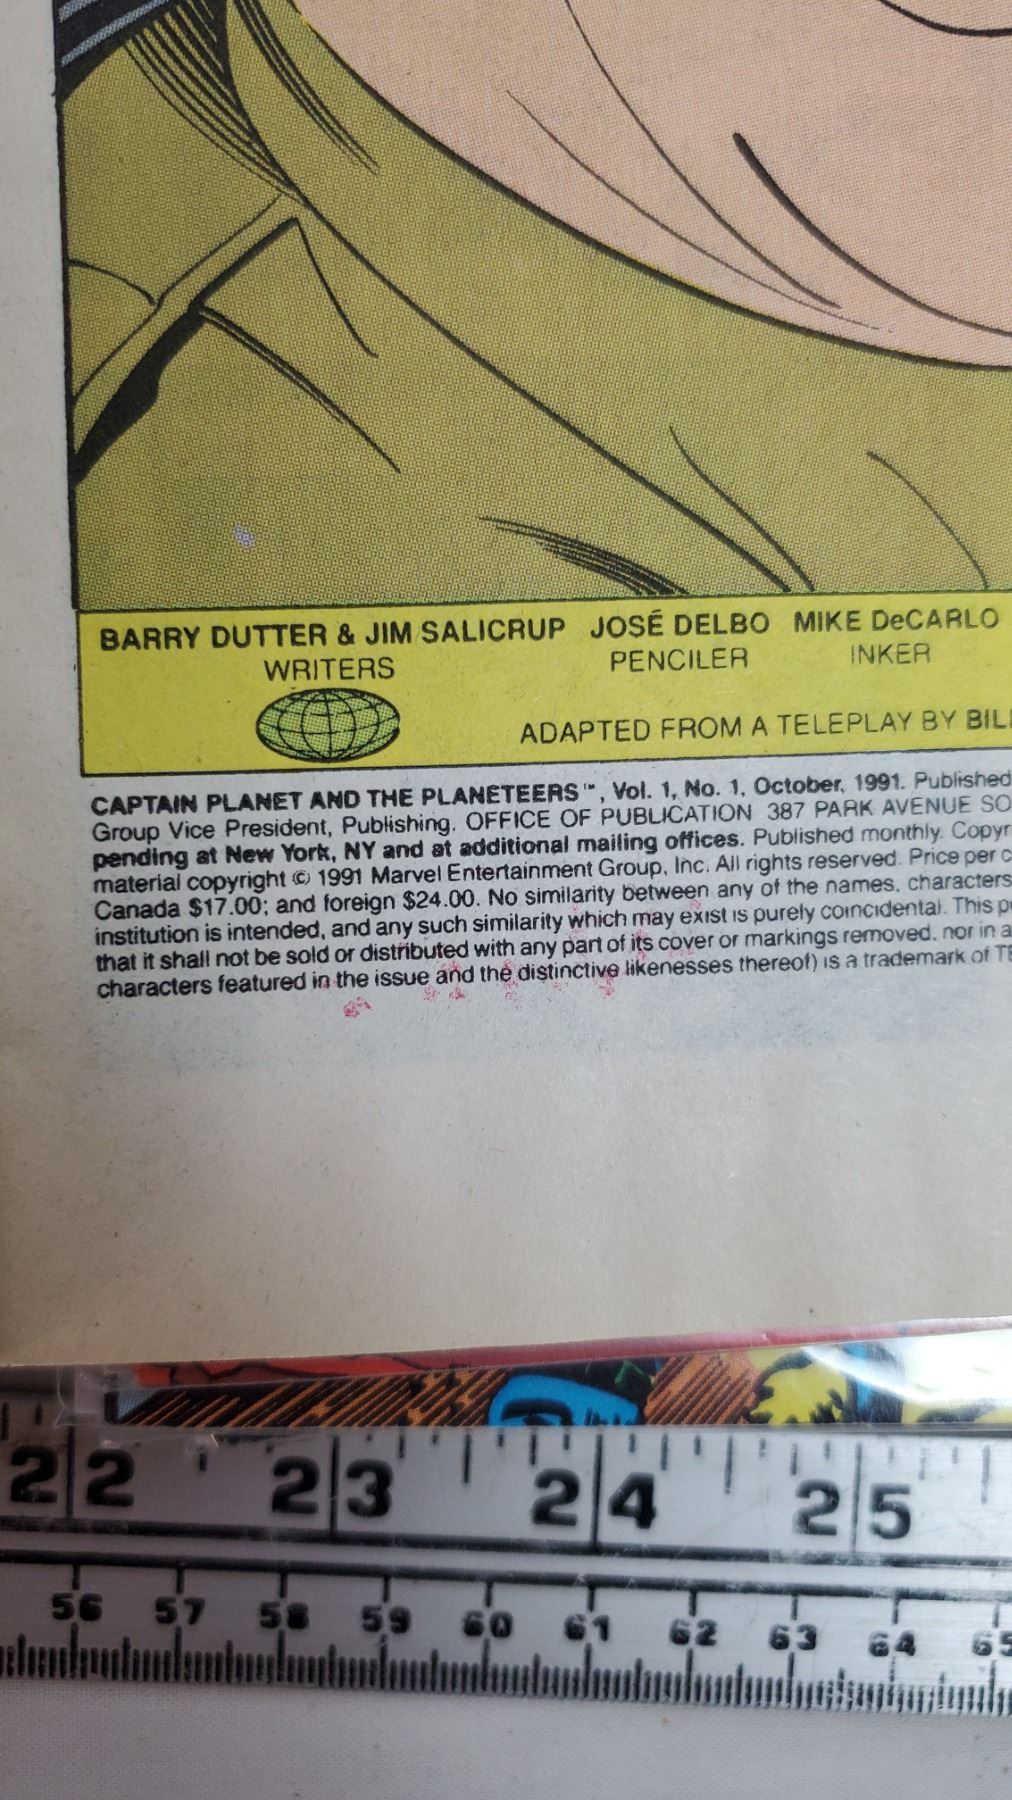 BARRY DUTTER & JIM SALICRUP JOSÉ DELBO MIKE DeCARLO
WRITERS PENCILER INKER
ADAPTED FROM A TELEPLAY BY
CAPTAIN PLANET AND THE PLANETEERS™, Vol. 1, No. 1, October, 1991. Published
Group Vice President, Publishing. OFFICE OF PUBLICATION 387 PARK AVENUE
pending at New York, NY and at additional mailing offices. Published monthly.
material copyright © 1991 Marvel Entertainment Group, Inc. All rights reserved. Price per
Canada $17.00; and foreign $24.00. No similarity between any of the names, characters
institution is intended, and any such similarity which may exist is purely coincidental. This
that it shall not be sold or distributed with any part of its cover or markings removed, nor in a
characters featured in the issue and the distinctive likenesses thereof) is a trademark of
22 23 24 25
56 57 58 59 60 61 62 63 64 65